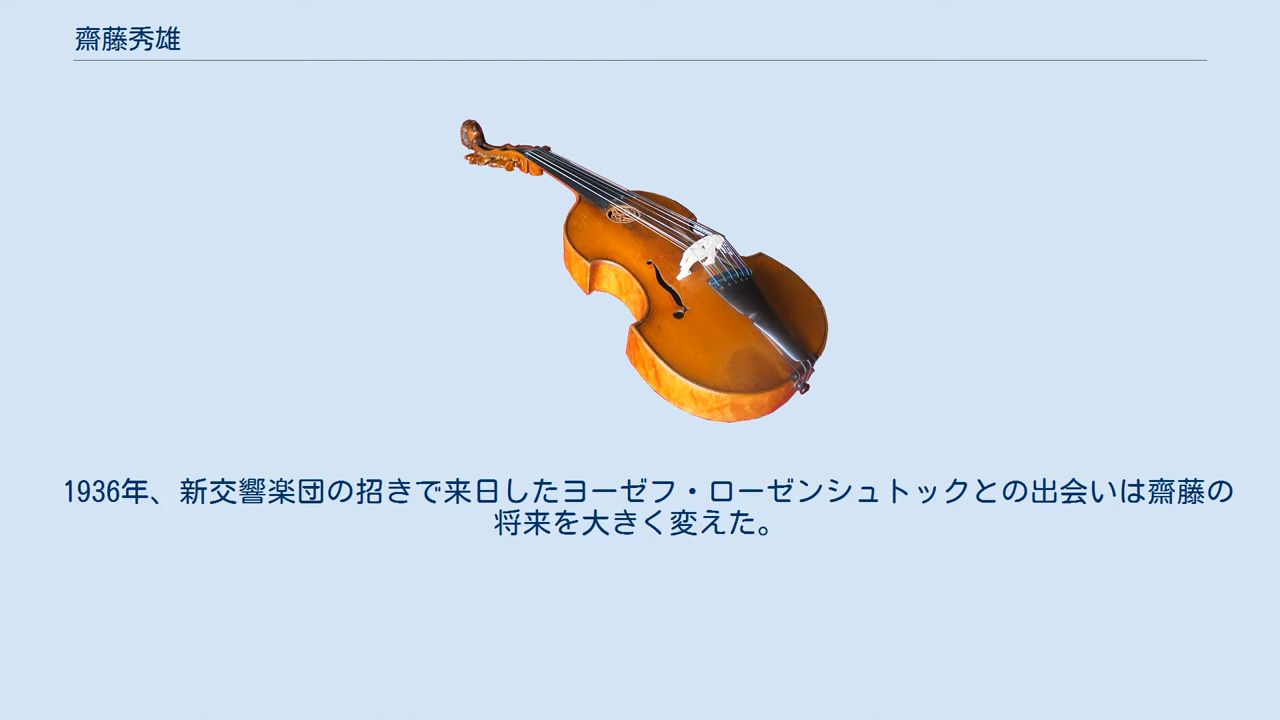 齋藤秀雄
1936年、新交響楽団の招きで来日したヨーゼフ・ローゼンシュトックとの出会いは齋藤の
将来を大きく変えた。